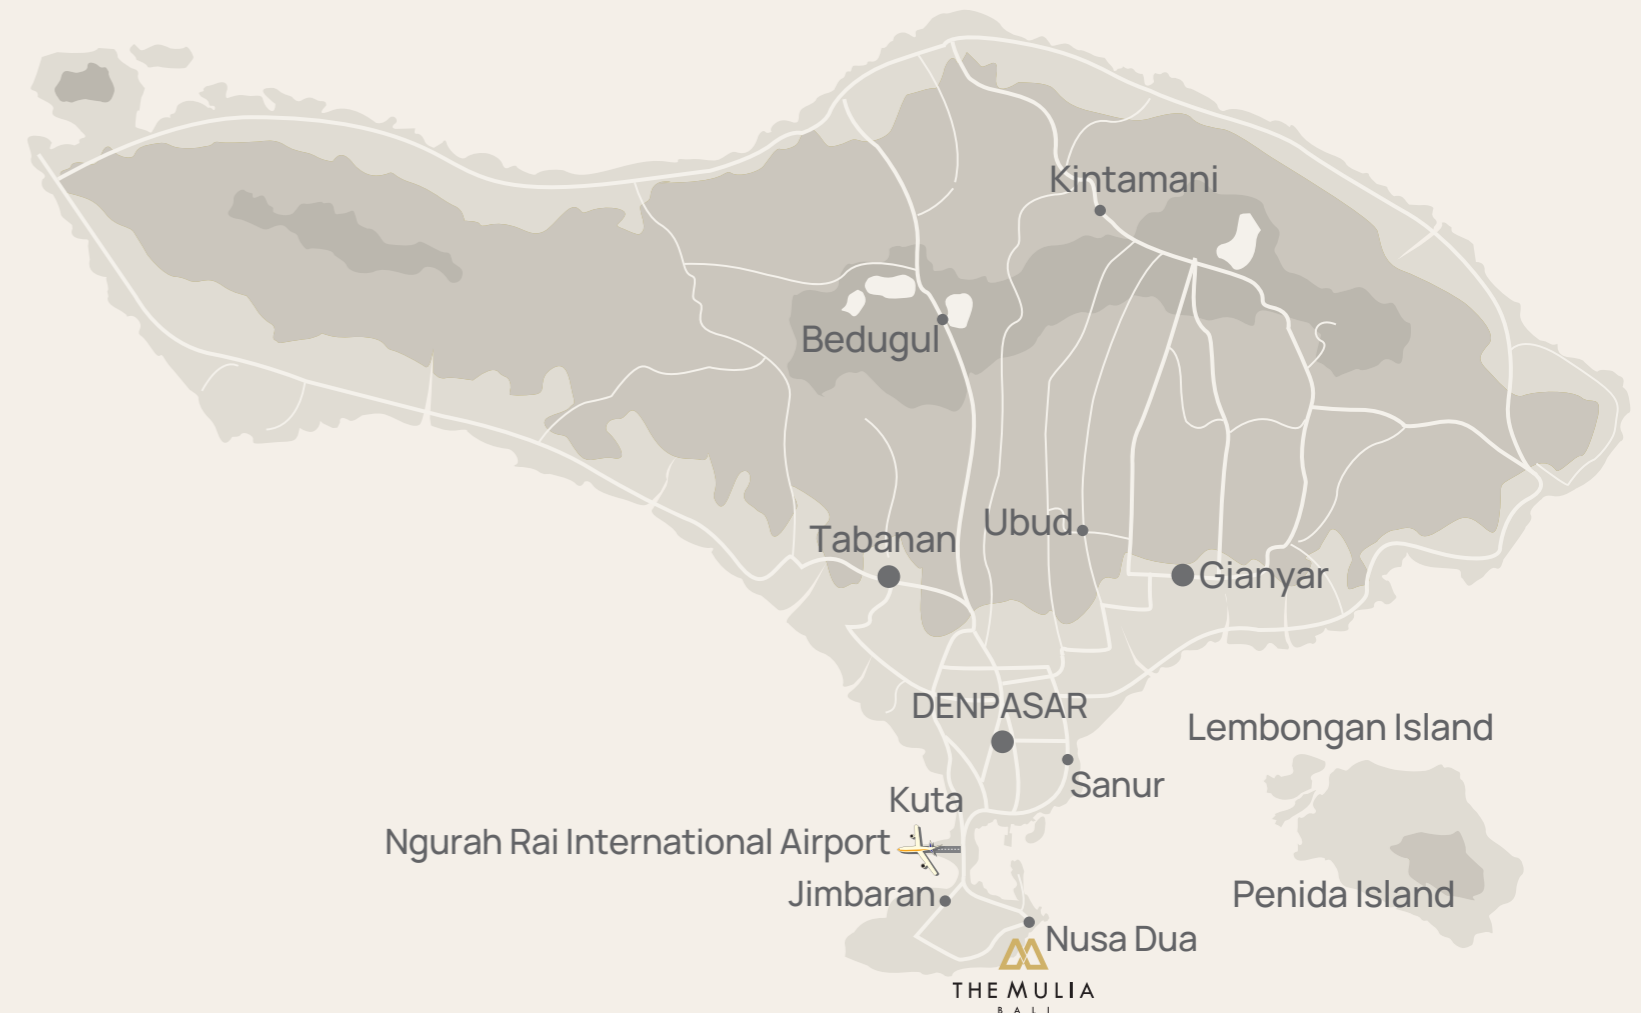 Kintamani
Bedugul
Ubud
Tabanan
Gianyar
DENPASAR
Lembongan Island
Sanur
Kuta
Ngurah Rai International Airport
Jimbaran
Penida Island
Nusa Dua
THE MULIA
BALI